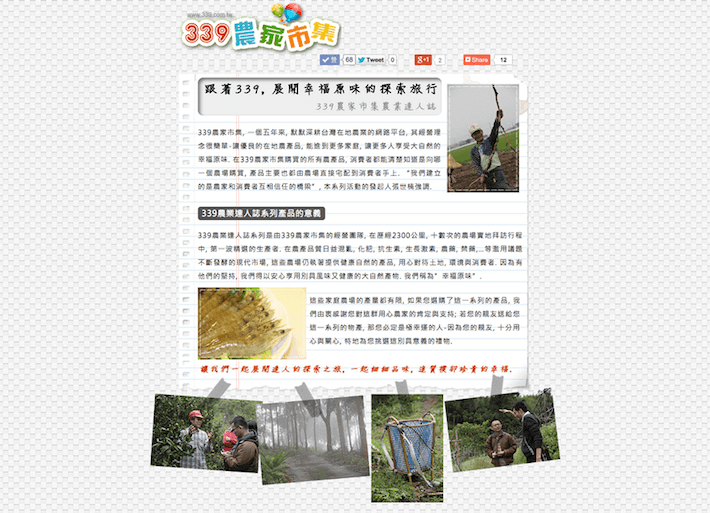 www.339.com.tw
339農家市集
讚 68 Tweet 0 g+1 2 Share 12
跟著339, 展開幸福原味的探索旅行
339農家市集農業達人誌
339農家市集, 一個五年來, 默默深耕台灣在地農業的網路平台, 其經營理
念很簡單-讓優良的在地農產品, 能進到更多家庭, 讓更多人享受大自然的
幸福原味. 在339農家市集購買的所有農產品, 消費者都能清楚知道是向哪
一個農場購買, 產品主要也都由農場直接宅配到消費者手上. "我們建立
的是農家和消費者互相信任的橋樑", 本系列活動的發起人張世楠強調.
339農業達人誌系列產品的意義
339農業達人誌系列是由339農家市集的經營團隊, 在歷經2300公里, 十數次的農場實地拜訪行程
中, 第一波精選的生產者. 在農產品質日益混亂, 化肥, 抗生素, 生長激素, 農藥, 禁藥....等濫用議題
不斷發酵的現代市場, 這些農場仍執著提供健康自然的產品, 用心對待土地, 環境與消費者. 因為有
他們的堅持, 我們得以安心享用別具風味又健康的大自然產物. 我們稱為"幸福原味".
這些家庭農場的產量都有限, 如果您選購了這一系列的產品, 我
們由衷感謝您對這群用心農家的肯定與支持; 若您的親友送給您
這一系列的物產, 那您必定是極幸運的人-因為您的親友, 十分用
心與關心, 特地為您挑選這別具意義的禮物.
讓我們一起展開達人的探索之旅, 一起細細品味, 這質樸卻珍貴的幸福.